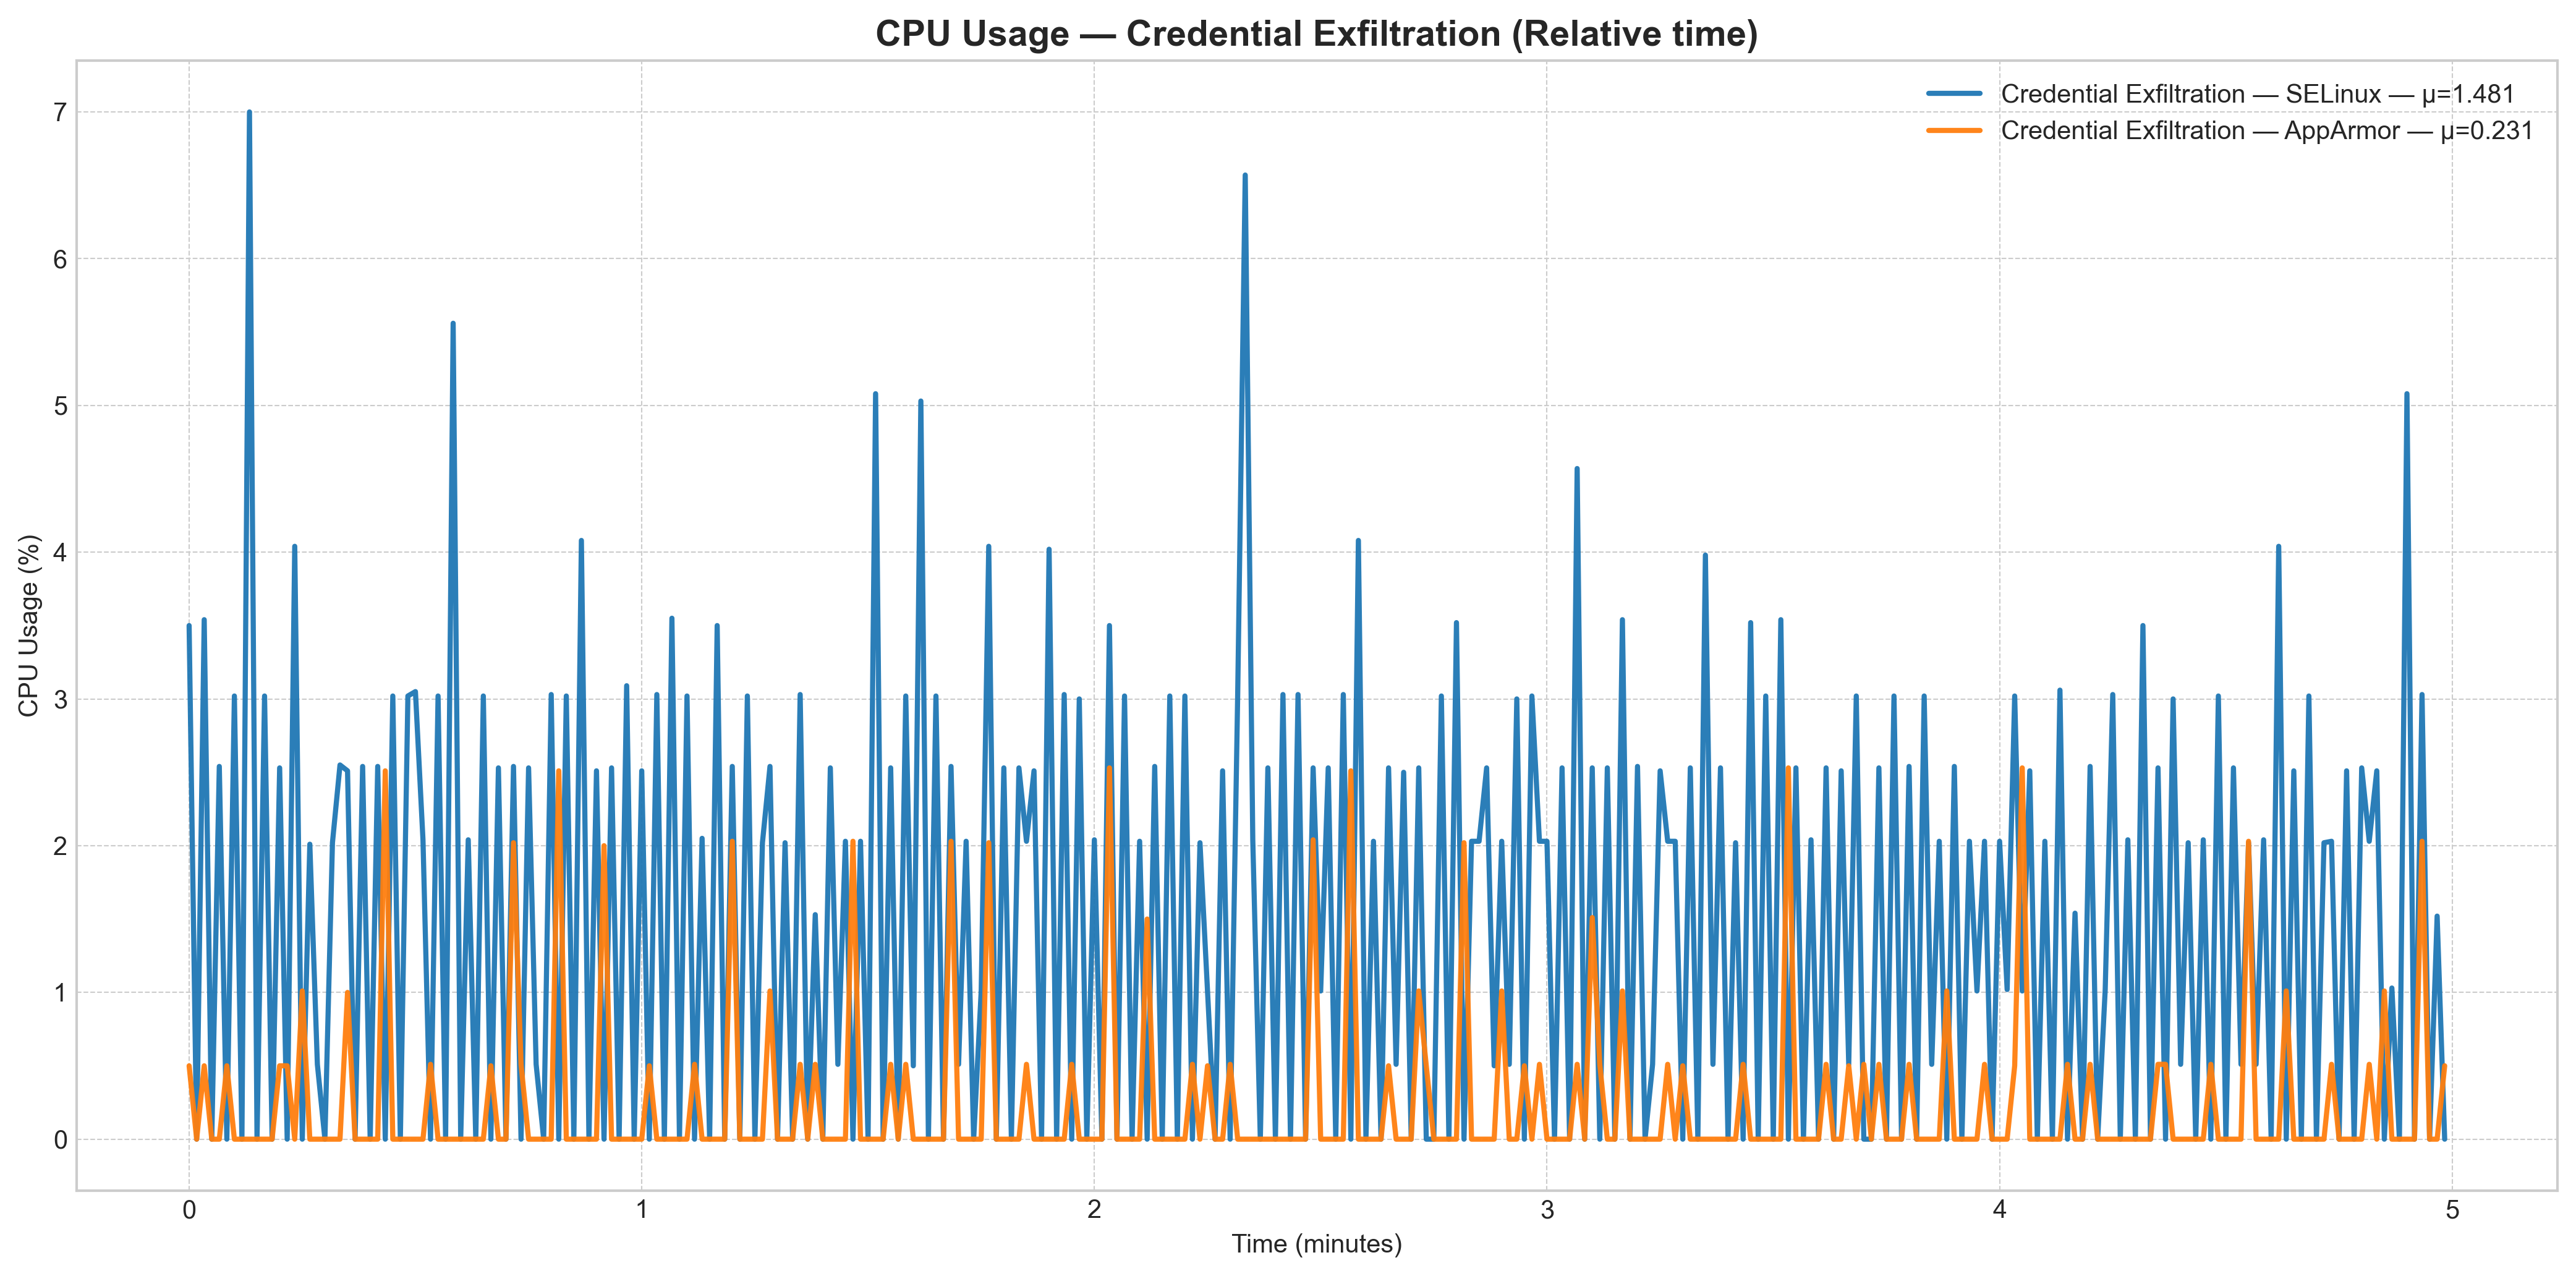 CPU Usage — Credential Exfiltration (Relative time)
Credential Exfiltration — SELinux — μ=1.481
Credential Exfiltration — AppArmor — μ=0.231
CPU Usage (%)
7
6
5
4
3
2
1
0
0 1 2 3 4 5
Time (minutes)